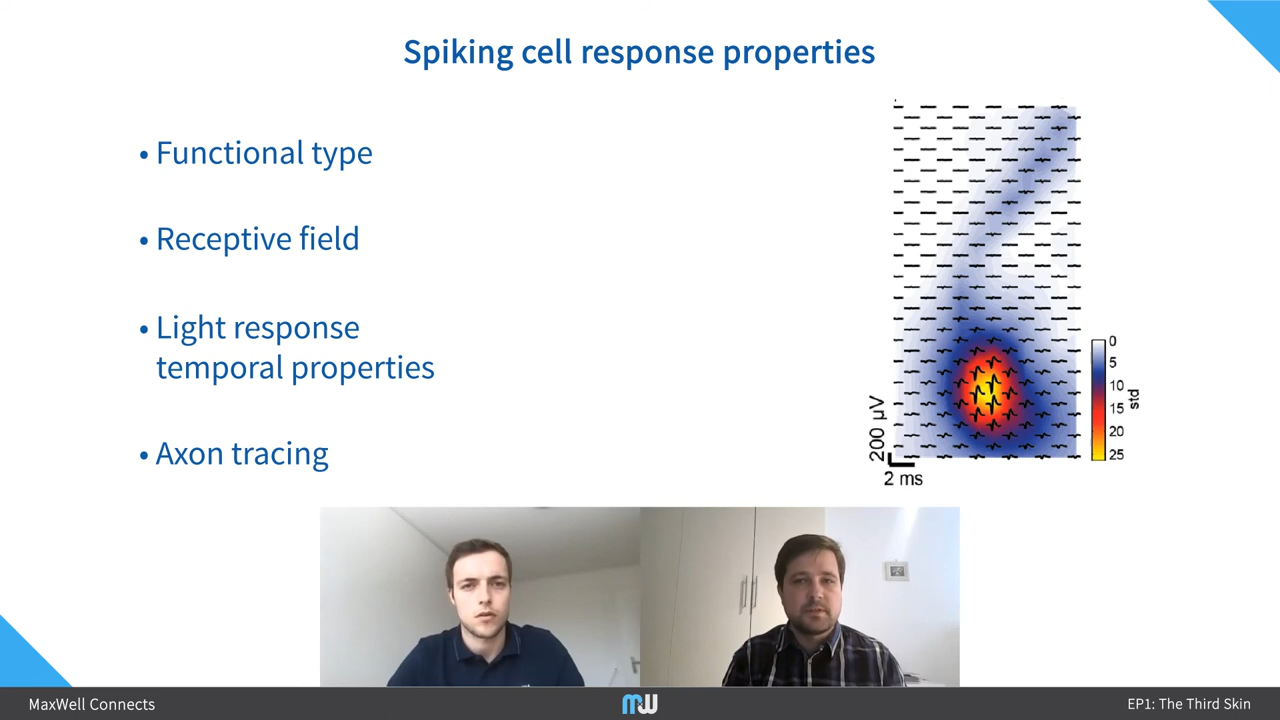 Spiking cell response properties
• Functional type
• Receptive field
• Light response
temporal properties
• Axon tracing
200 µV
2 ms
0
5
10
15
20
25
std
MaxWell Connects
MW
EP1: The Third Skin